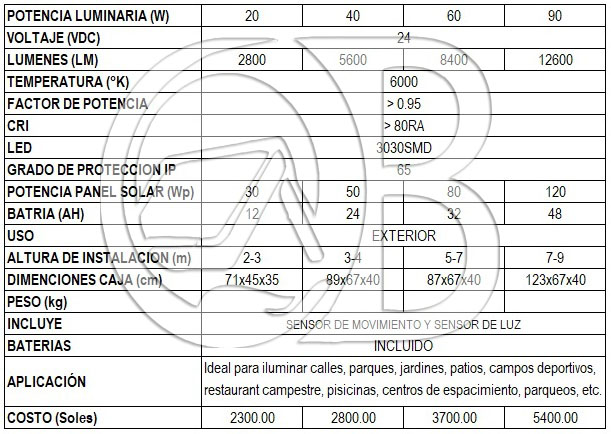 POTENCIA LUMINARIA (W) 20 40 60 90
VOLTAJE (VDC) 24
LUMENES (LM) 2800 5600 8400 12600
TEMPERATURA (°K) 6000
FACTOR DE POTENCIA > 0.95
CRI > 80RA
LED 3030SMD
GRADO DE PROTECCION IP 65
POTENCIA PANEL SOLAR (Wp) 30 50 80 120
BATRIA (AH) 12 24 32 48
USO EXTERIOR
ALTURA DE INSTALACION (m) 2-3 3-4 5-7 7-9
DIMENCIONES CAJA (cm) 71x45x35 89x67x40 87x67x40 123x67x40
PESO (kg)
INCLUYE SENSOR DE MOVIMIENTO Y SENSOR DE LUZ
BATERIAS INCLUIDO
APLICACIÓN Ideal para iluminar calles, parques, jardines, patios, campos deportivos,
restaurant campestre, pisicinas, centros de espacimiento, parqueos, etc.
COSTO (Soles) 2300.00 2800.00 3700.00 5400.00